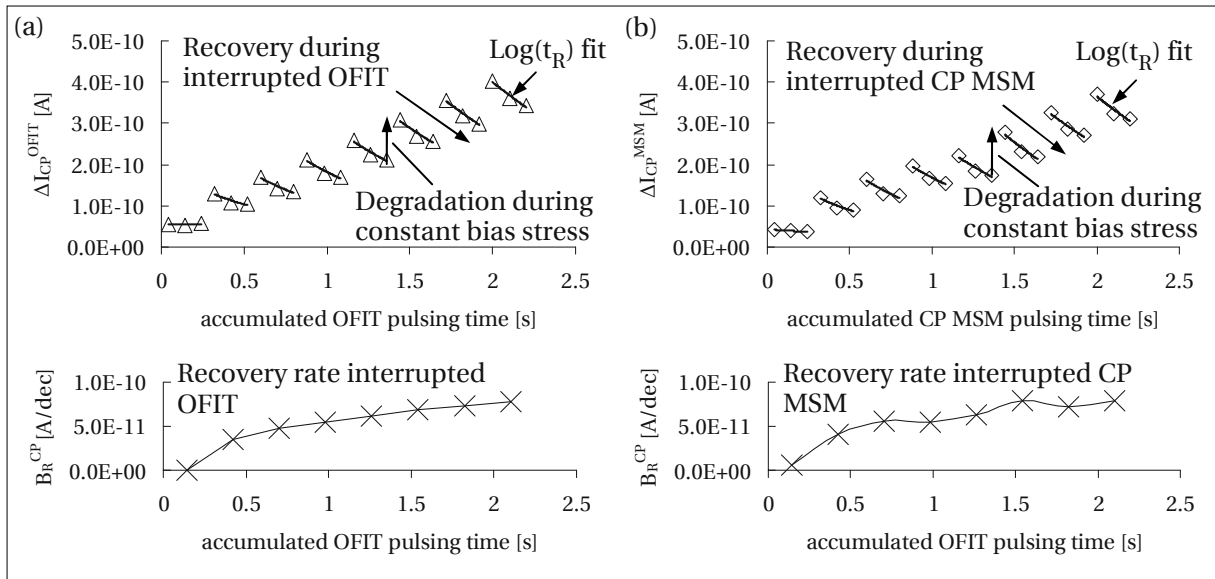 (a)
5.0E-10
4.0E-10
3.0E-10
2.0E-10
1.0E-10
0.0E+00
ΔICP^OFIT [A]
Recovery during
interrupted OFIT
Log(tR) fit
Degradation during
constant bias stress
0 0.5 1 1.5 2 2.5
accumulated OFIT pulsing time [s]
1.0E-10
5.0E-11
0.0E+00
BR^CP [A/dec]
Recovery rate interrupted
OFIT
0 0.5 1 1.5 2 2.5
accumulated OFIT pulsing time [s]
(b)
5.0E-10
4.0E-10
3.0E-10
2.0E-10
1.0E-10
0.0E+00
ΔICP^MSM [A]
Recovery during
interrupted CP MSM
Log(tR) fit
Degradation during
constant bias stress
0 0.5 1 1.5 2 2.5
accumulated CP MSM pulsing time [s]
1.0E-10
5.0E-11
0.0E+00
BR^CP [A/dec]
Recovery rate interrupted CP
MSM
0 0.5 1 1.5 2 2.5
accumulated OFIT pulsing time [s]